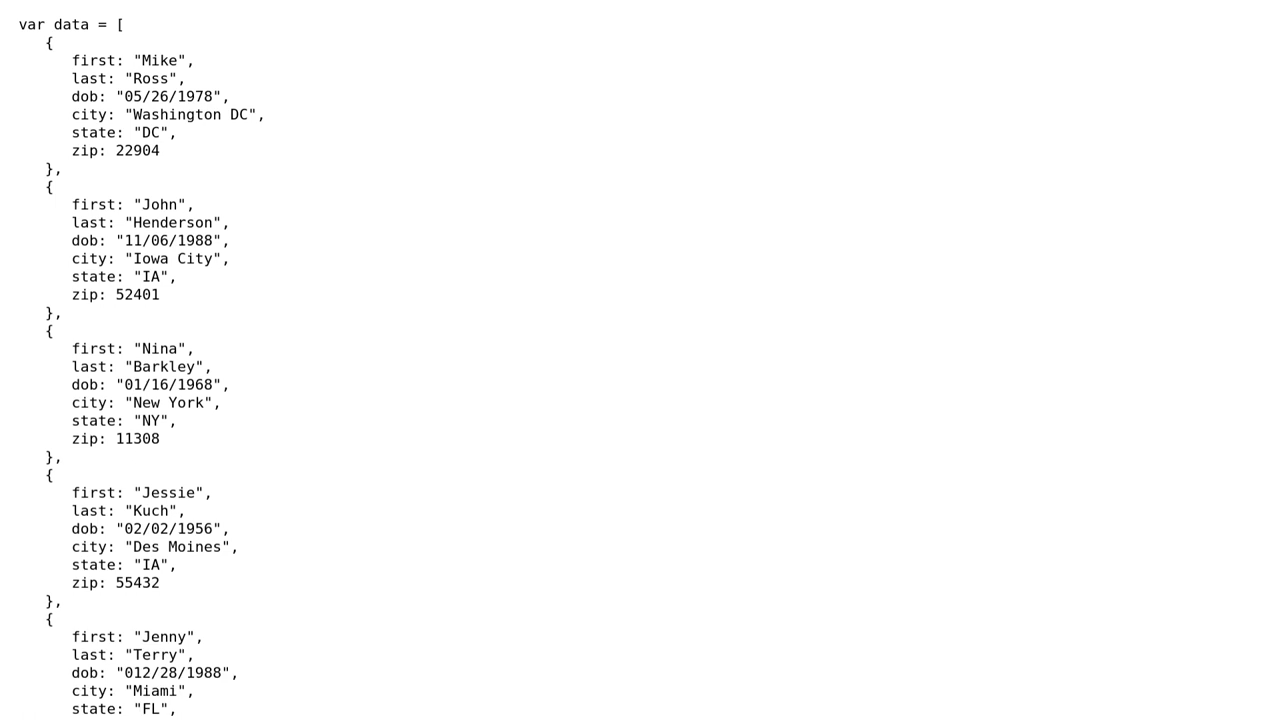 var data = [
   {
      first: "Mike",
      last: "Ross",
      dob: "05/26/1978",
      city: "Washington DC",
      state: "DC",
      zip: 22904
   },
   {
      first: "John",
      last: "Henderson",
      dob: "11/06/1988",
      city: "Iowa City",
      state: "IA",
      zip: 52401
   },
   {
      first: "Nina",
      last: "Barkley",
      dob: "01/16/1968",
      city: "New York",
      state: "NY",
      zip: 11308
   },
   {
      first: "Jessie",
      last: "Kuch",
      dob: "02/02/1956",
      city: "Des Moines",
      state: "IA",
      zip: 55432
   },
   {
      first: "Jenny",
      last: "Terry",
      dob: "012/28/1988",
      city: "Miami",
      state: "FL",